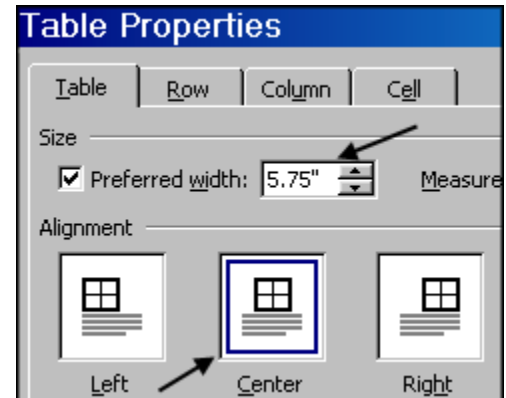 Table Properties
Table Row Column Cell
Size
Preferred width: 5.75" Measure
Alignment
Left Center Right